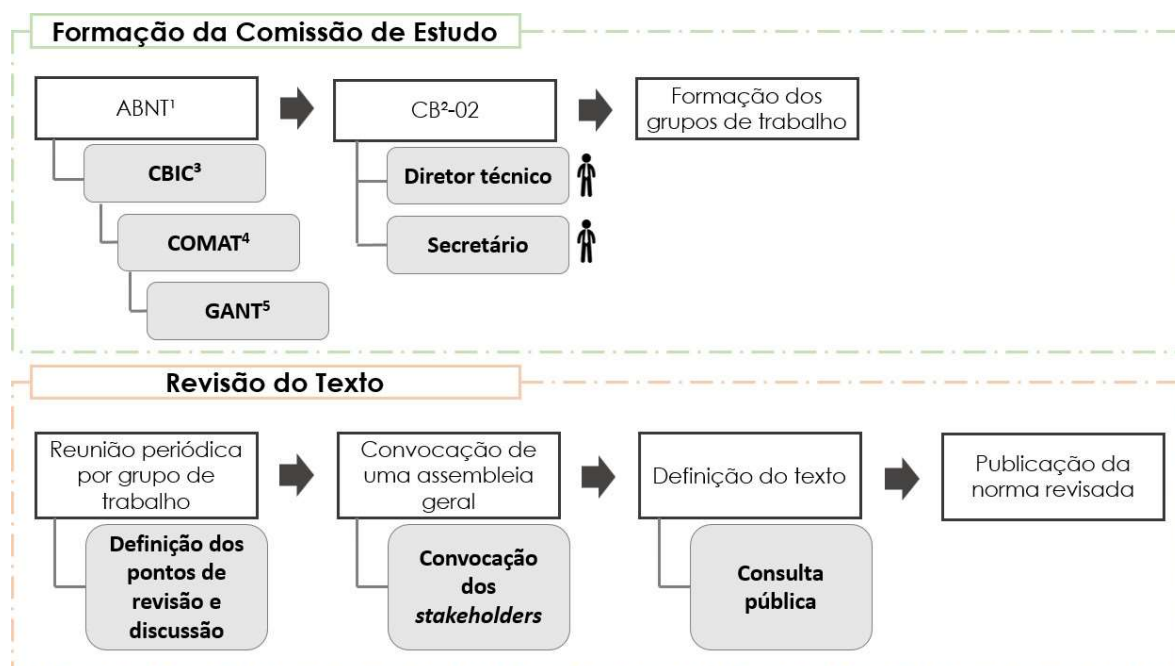 Formação da Comissão de Estudo
ABNT¹
CB²-02
Formação dos
grupos de trabalho
CBIC³
COMAT⁴
GANT⁵
Diretor técnico
Secretário
Revisão do Texto
Reunião periódica
por grupo de
trabalho
Definição dos
pontos de
revisão e
discussão
Convocação de
uma assembleia
geral
Convocação
dos
stakeholders
Definição do texto
Consulta
pública
Publicação da
norma revisada